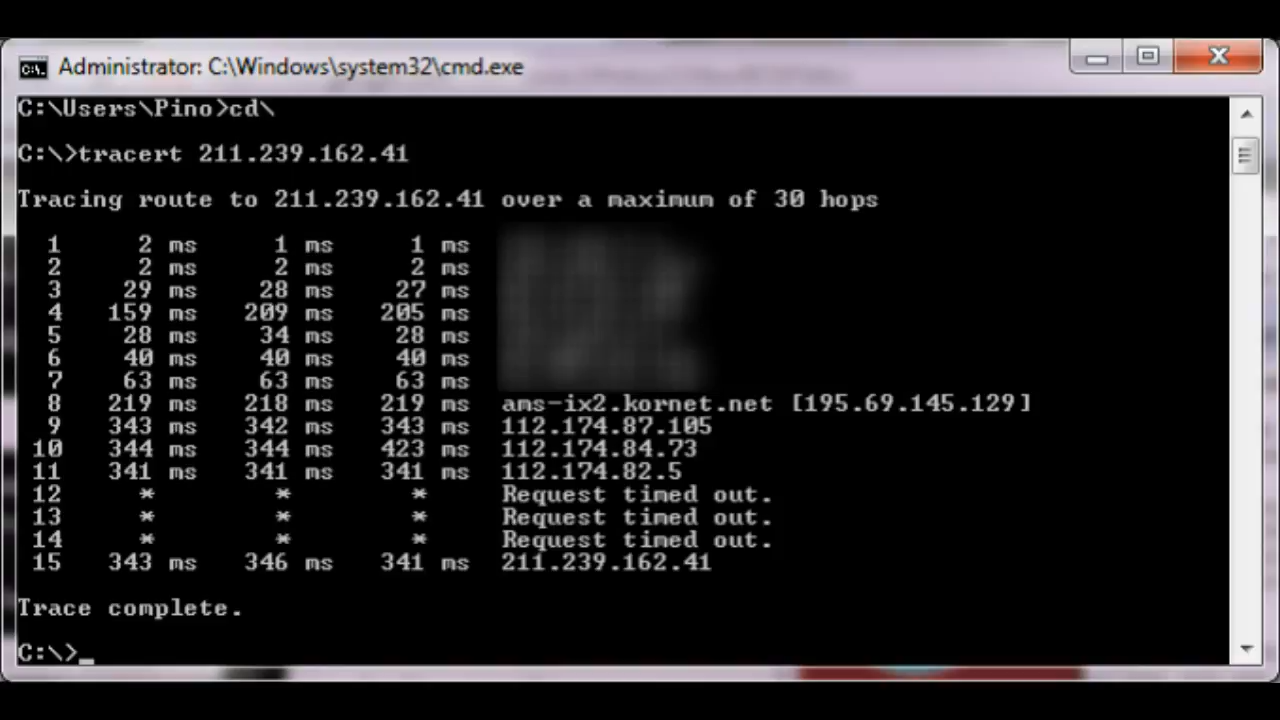 Administrator: C:\Windows\system32\cmd.exe
C:\Users\Pino>cd\
C:\>tracert 211.239.162.41
Tracing route to 211.239.162.41 over a maximum of 30 hops
1 2 ms 1 ms 1 ms
2 2 ms 2 ms 2 ms
3 29 ms 28 ms 27 ms
4 159 ms 209 ms 205 ms
5 28 ms 34 ms 28 ms
6 40 ms 40 ms 40 ms
7 63 ms 63 ms 63 ms
8 219 ms 218 ms 219 ms ams-ix2.kornet.net [195.69.145.129]
9 343 ms 342 ms 343 ms 112.174.87.105
10 344 ms 344 ms 423 ms 112.174.84.73
11 341 ms 341 ms 341 ms 112.174.82.5
12 * * * Request timed out.
13 * * * Request timed out.
14 * * * Request timed out.
15 343 ms 346 ms 341 ms 211.239.162.41
Trace complete.
C:\>_